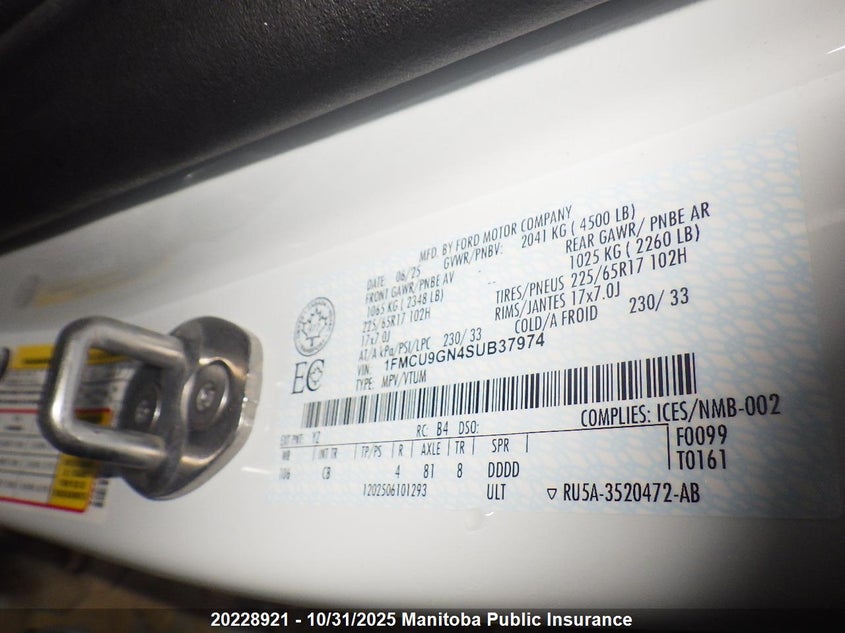 MFD. BY FORD MOTOR COMPANY
DATE: 06/25 GVWR/PNBV: 2041 KG ( 4500 LB)
FRONT GAWR/PNBE AV REAR GAWR/ PNBE AR
1065 KG ( 2348 LB) 1025 KG ( 2260 LB)
225/65R17 102H TIRES/PNEUS 225/65R17 102H
17x7.0J RIMS/JANTES 17x7.0J
AT/A kPa/PSI/LPC 230/ 33 COLD/A FROID 230/ 33
VIN: 1FMCU9GN4SUB37974
TYPE: MPV/VTUM
EC
COMPLIES: ICES/NMB-002
EXT PNT: YZ RC: B4 DSO: F0099
WB INT TR TP/PS R AXLE TR SPR T0161
106 CB 4 81 8 DDDD
1202506101293 ULT RU5A-3520472-AB
20228921 - 10/31/2025 Manitoba Public Insurance